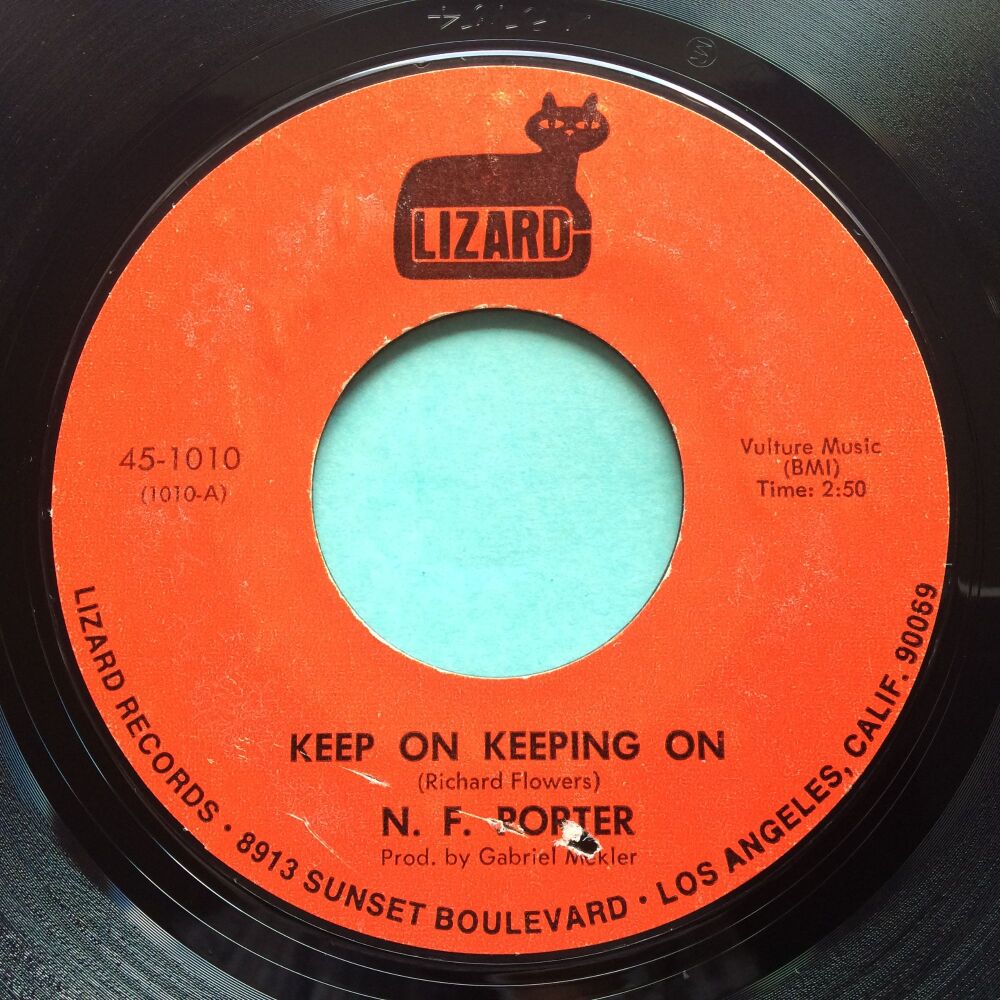 LIZARD
45-1010
(1010-A)
Vulture Music
(BMI)
Time: 2:50
KEEP ON KEEPING ON
(Richard Flowers)
N. F. PORTER
Prod. by Gabriel Mekler
LIZARD RECORDS · 8913 SUNSET BOULEVARD · LOS ANGELES, CALIF. 90069